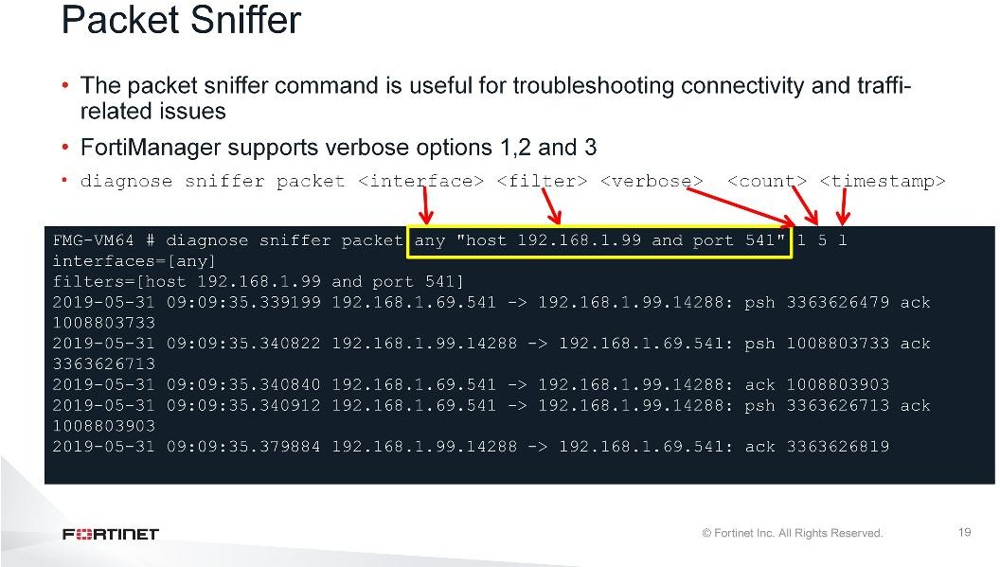 Packet Sniffer
• The packet sniffer command is useful for troubleshooting connectivity and traffi-
related issues
• FortiManager supports verbose options 1,2 and 3
• diagnose sniffer packet <interface> <filter> <verbose> <count> <timestamp>
FMG-VM64 # diagnose sniffer packet any "host 192.168.1.99 and port 541" 1 5 1
interfaces=[any]
filters=[host 192.168.1.99 and port 541]
2019-05-31 09:09:35.339199 192.168.1.69.541 -> 192.168.1.99.14288: psh 3363626479 ack
1008803733
2019-05-31 09:09:35.340822 192.168.1.99.14288 -> 192.168.1.69.541: psh 1008803733 ack
3363626713
2019-05-31 09:09:35.340840 192.168.1.69.541 -> 192.168.1.99.14288: ack 1008803903
2019-05-31 09:09:35.340912 192.168.1.69.541 -> 192.168.1.99.14288: psh 3363626713 ack
1008803903
2019-05-31 09:09:35.379884 192.168.1.99.14288 -> 192.168.1.69.541: ack 3363626819
FORTINET
© Fortinet Inc. All Rights Reserved.
19